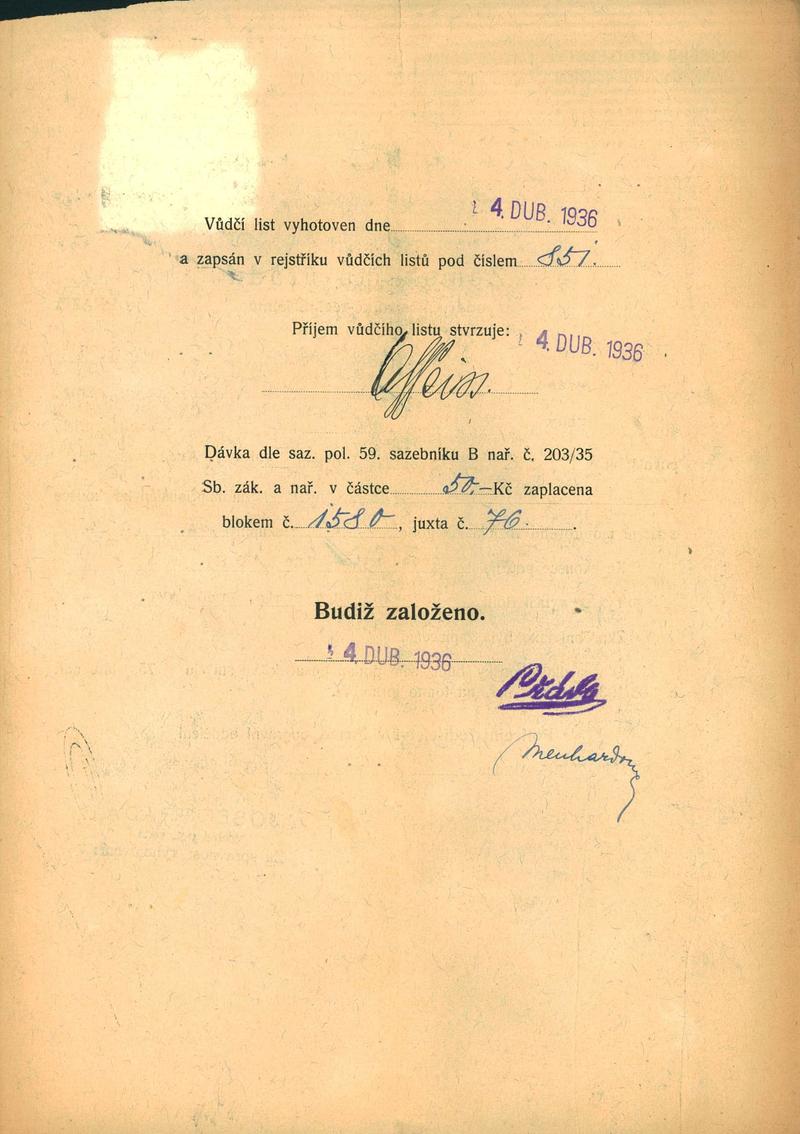 Vůdčí list vyhotoven dne 4. DUB. 1936
a zapsán v rejstříku vůdčích listů pod číslem 851.
Příjem vůdčího listu stvrzuje: 4. DUB. 1936
Dávka dle saz. pol. 59. sazebníku B nař. č. 203/35
Sb. zák. a nař. v částce 50.—Kč zaplacena
blokem č. 1580, juxta č. 76.
Budiž založeno.
4. DUB. 1936